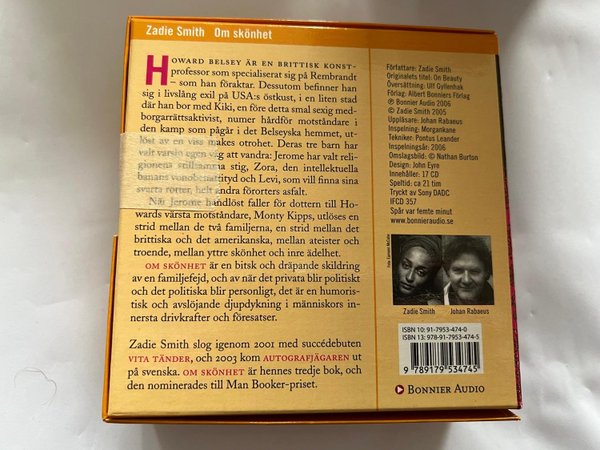 Zadie Smith Om skönhet
HOWARD BELSEY ÄR EN BRITTISK KONST-
professor som specialiserat sig på Rembrandt
– som han föraktar. Dessutom befinner han
sig i livslång exil på USA:s östkust, i en liten stad
där han bor med Kiki, en före detta smal sexig med-
borgarrättsaktivist, numer hårdför motståndare i
den kamp som pågår i det Belseyska hemmet, ut-
löst av en viss makes otrohet. Deras tre barn har
valt varsin egen väg att vandra: Jerome har valt reli-
gionens stillsamma stig, Zora, den intellektuella
banans vinobenstittyd och Levi, som vill finna sina
svarta rötter, helt andra förorters asfalt.
När Jerome handlöst faller för dottern till Ho-
wards värsta motståndare, Monty Kipps, utlöses en
strid mellan de två familjerna, en strid mellan det
brittiska och det amerikanska, mellan ateister och
troende, mellan yttre skönhet och inre ädelhet.
OM SKÖNHET är en bitsk och dräpande skildring
av en familjefejd, och av när det privata blir politiskt
och det politiska blir personligt, det är en humoris-
tisk och avslöjande djupdykning i människors in-
nersta drivkrafter och föresatser.
Zadie Smith slog igenom 2001 med succédebuten
VITA TÄNDER, och 2003 kom AUTOGRAFJÄGAREN ut
på svenska. OM SKÖNHET är hennes tredje bok, och
den nominerades till Man Booker-priset.
Författare: Zadie Smith
Originalets titel: On Beauty
Översättning: Ulf Gyllenhak
Förlag: Albert Bonniers Förlag
℗ Bonnier Audio 2006
© Zadie Smith 2005
Uppläsare: Johan Rabaeus
Inspelning: Morgankane
Tekniker: Pontus Leander
Inspelningsår: 2006
Omslagsbild: © Nathan Burton
Design: John Eyre
Innehåller: 17 CD
Speltid: ca 21 tim
Tryckt av Sony DADC
IFCD 357
Spår var femte minut
www.bonnieraudio.se
Zadie Smith Johan Rabaeus
ISBN 10: 91-7953-474-0
ISBN 13: 978-91-7953-474-5
9 789179 534745
BONNIER AUDIO